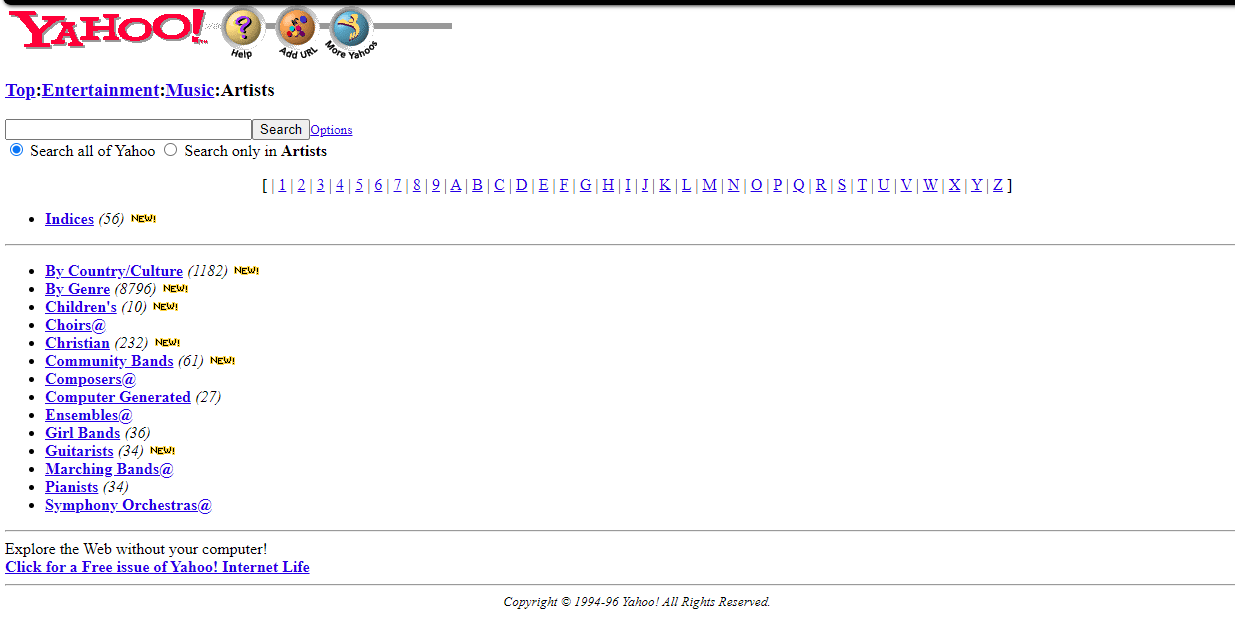 YAHOO!
Help
Add URL
More Yahoos
Top:Entertainment:Music:Artists
Search Options
Search all of Yahoo Search only in Artists
[ | 1 | 2 | 3 | 4 | 5 | 6 | 7 | 8 | 9 | A | B | C | D | E | F | G | H | I | J | K | L | M | N | O | P | Q | R | S | T | U | V | W | X | Y | Z ]
Indices (56) NEW!
By Country/Culture (1182) NEW!
By Genre (8796) NEW!
Children's (10) NEW!
Choirs@
Christian (232) NEW!
Community Bands (61) NEW!
Composers@
Computer Generated (27)
Ensembles@
Girl Bands (36)
Guitarists (34) NEW!
Marching Bands@
Pianists (34)
Symphony Orchestras@
Explore the Web without your computer!
Click for a Free issue of Yahoo! Internet Life
Copyright © 1994-96 Yahoo! All Rights Reserved.